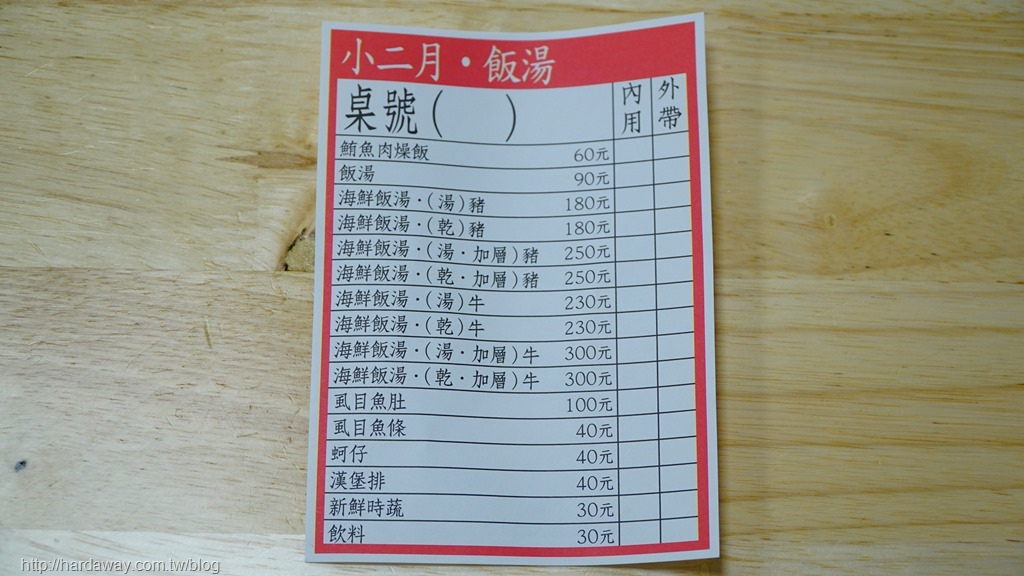 小二月·飯湯
桌號( ) 內用 外帶
鮪魚肉燥飯 60元
飯湯 90元
海鮮飯湯·(湯)豬 180元
海鮮飯湯·(乾)豬 180元
海鮮飯湯·(湯·加層)豬 250元
海鮮飯湯·(乾·加層)豬 250元
海鮮飯湯·(湯)牛 230元
海鮮飯湯·(乾)牛 230元
海鮮飯湯·(湯·加層)牛 300元
海鮮飯湯·(乾·加層)牛 300元
虱目魚肚 100元
虱目魚條 40元
蚵仔 40元
漢堡排 40元
新鮮時蔬 30元
飲料 30元
http://hardaway.com.tw/blog